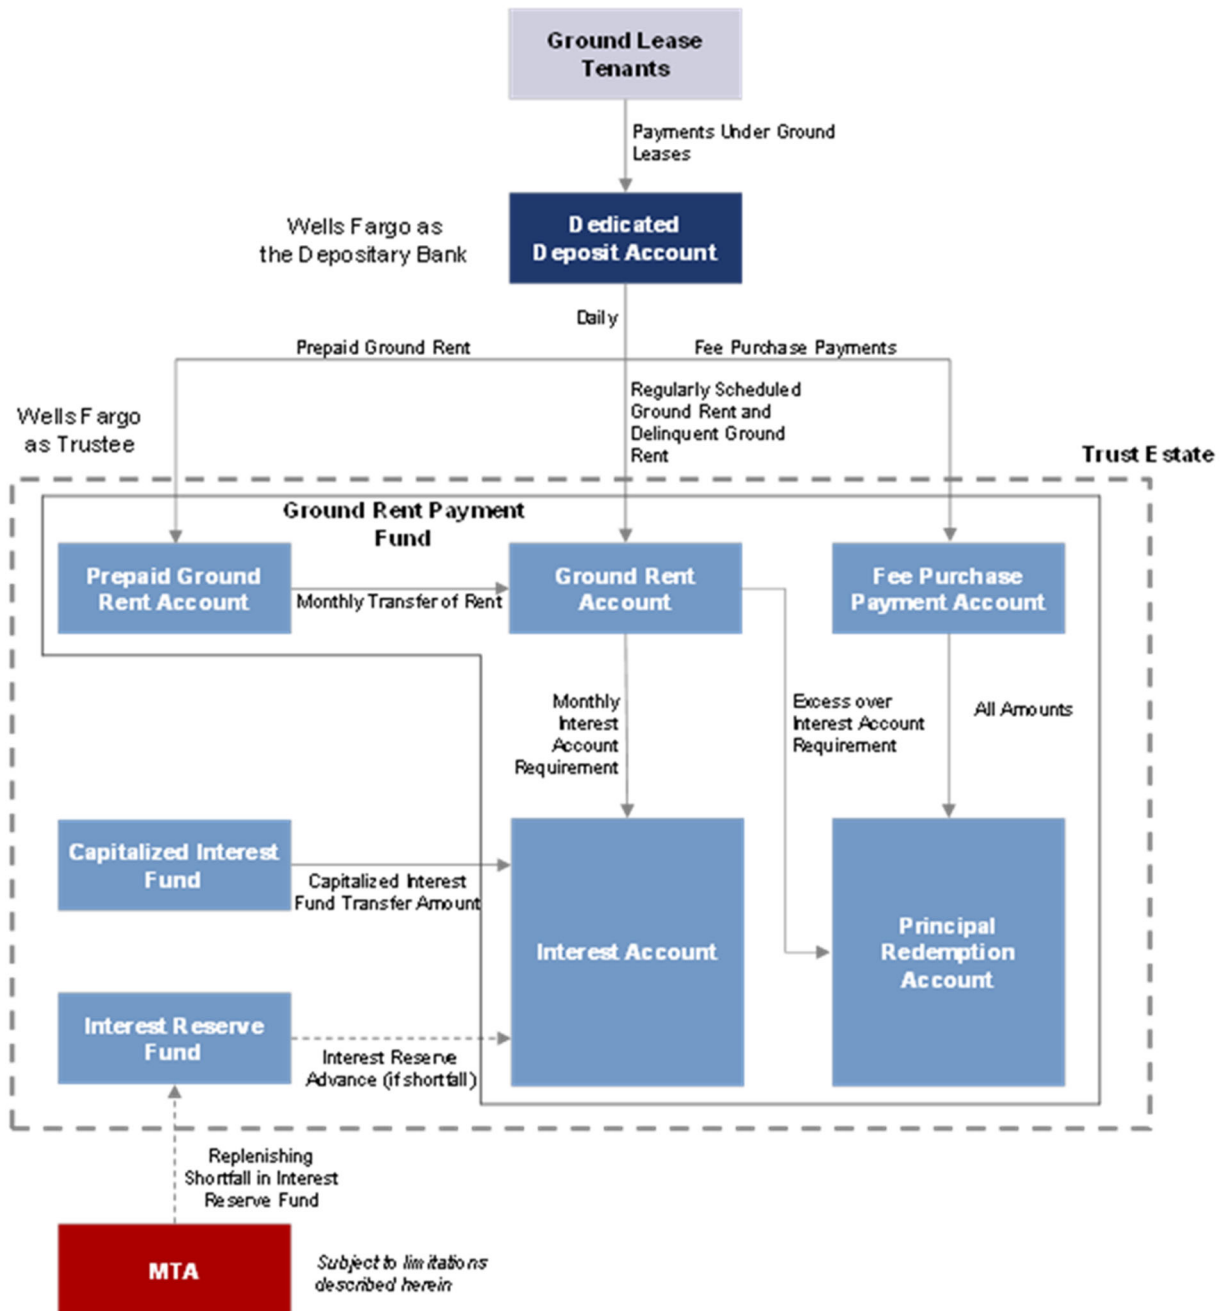 Ground Lease
Tenants
Payments Under Ground
Leases
Wells Fargo as
the Depositary Bank
Dedicated
Deposit Account
Daily
Prepaid Ground Rent
Fee Purchase Payments
Wells Fargo
as Trustee
Regularly Scheduled
Ground Rent and
Delinquent Ground
Rent
Trust Estate
Ground Rent Payment
Fund
Prepaid Ground
Rent Account
Monthly Transfer of Rent
Ground Rent
Account
Fee Purchase
Payment Account
Monthly
Interest
Account
Requirement
Excess over
Interest Account
Requirement
All Amounts
Capitalized Interest
Fund
Capitalized Interest
Fund Transfer Amount
Interest Account
Principal
Redemption
Account
Interest Reserve
Fund
Interest Reserve
Advance (if shortfall)
Replenishing
Shortfall in Interest
Reserve Fund
MTA
Subject to limitations
described herein